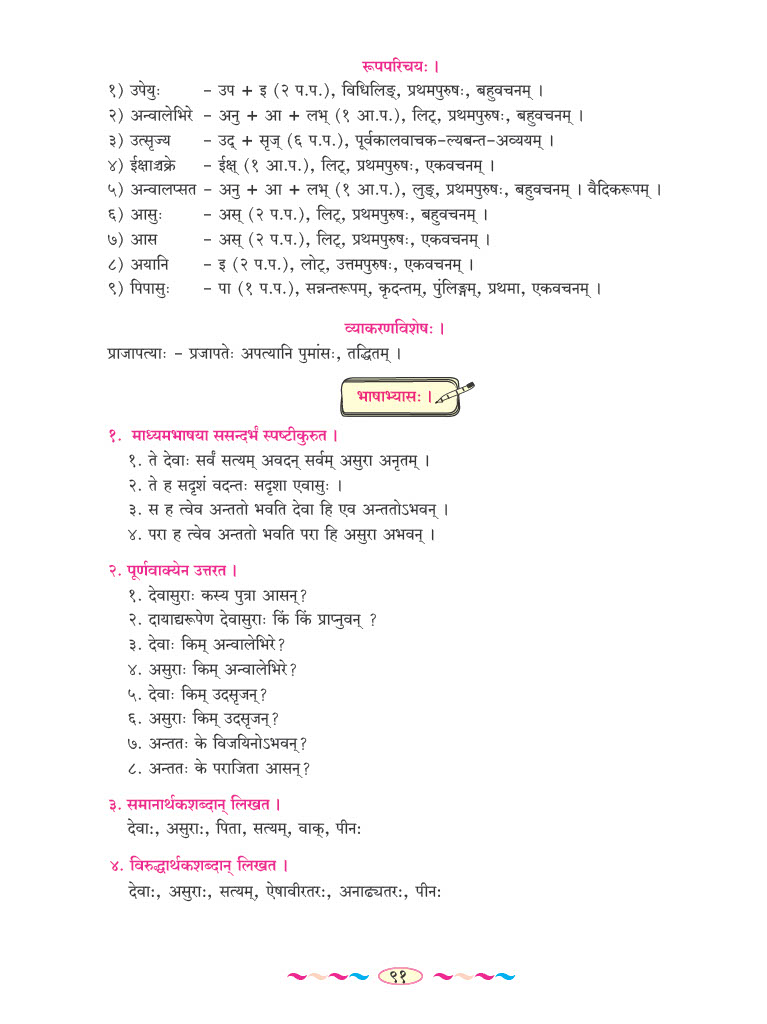 रूपपरिचयः ।
१) उपेयुः – उप + इ (२ प.प.), विधिलिङ्, प्रथमपुरुषः, बहुवचनम् ।
२) अन्वालेभिरे – अनु + आ + लभ् (१ आ.प.), लिट्, प्रथमपुरुषः, बहुवचनम् ।
३) उत्सृज्य – उद् + सृज् (६ प.प.), पूर्वकालवाचक-ल्यबन्त-अव्ययम् ।
४) ईक्षाञ्चक्रे – ईक्ष् (१ आ.प.), लिट्, प्रथमपुरुषः, एकवचनम् ।
५) अन्वालप्सत – अनु + आ + लभ् (१ आ.प.), लुङ्, प्रथमपुरुषः, बहुवचनम् । वैदिकरूपम् ।
६) आसुः – अस् (२ प.प.), लिट्, प्रथमपुरुषः, बहुवचनम् ।
७) आस – अस् (२ प.प.), लिट्, प्रथमपुरुषः, एकवचनम् ।
८) अयानि – इ (२ प.प.), लोट्, उत्तमपुरुषः, एकवचनम् ।
९) पिपासुः – पा (१ प.प.), सन्नन्तरूपम्, कृदन्तम्, पुंलिङ्गम्, प्रथमा, एकवचनम् ।
व्याकरणविशेषः ।
प्राजापत्याः – प्रजापतेः अपत्यानि पुमांसः, तद्धितम् ।
भाषाभ्यासः ।
१. माध्यमभाषया ससन्दर्भं स्पष्टीकुरुत ।
१. ते देवाः सर्वं सत्यम् अवदन् सर्वम् असुरा अनृतम् ।
२. ते ह सदृशं वदन्तः सदृशा एवासुः ।
३. स ह त्वेव अन्ततो भवति देवा हि एव अन्ततोऽभवन् ।
४. परा ह त्वेव अन्ततो भवति परा हि असुरा अभवन् ।
२. पूर्णवाक्येन उत्तरत ।
१. देवासुराः कस्य पुत्रा आसन्?
२. दायाद्यरूपेण देवासुराः किं किं प्राप्नुवन् ?
३. देवाः किम् अन्वालेभिरे?
४. असुराः किम् अन्वालेभिरे?
५. देवाः किम् उदसृजन्?
६. असुराः किम् उदसृजन्?
७. अन्ततः के विजयिनोऽभवन्?
८. अन्ततः के पराजिता आसन्?
३. समानार्थकशब्दान् लिखत ।
देवाः, असुराः, पिता, सत्यम्, वाक्, पीनः
४. विरुद्धार्थकशब्दान् लिखत ।
देवाः, असुराः, सत्यम्, ऐषावीरतरः, अनाढ्यतरः, पीनः
९१